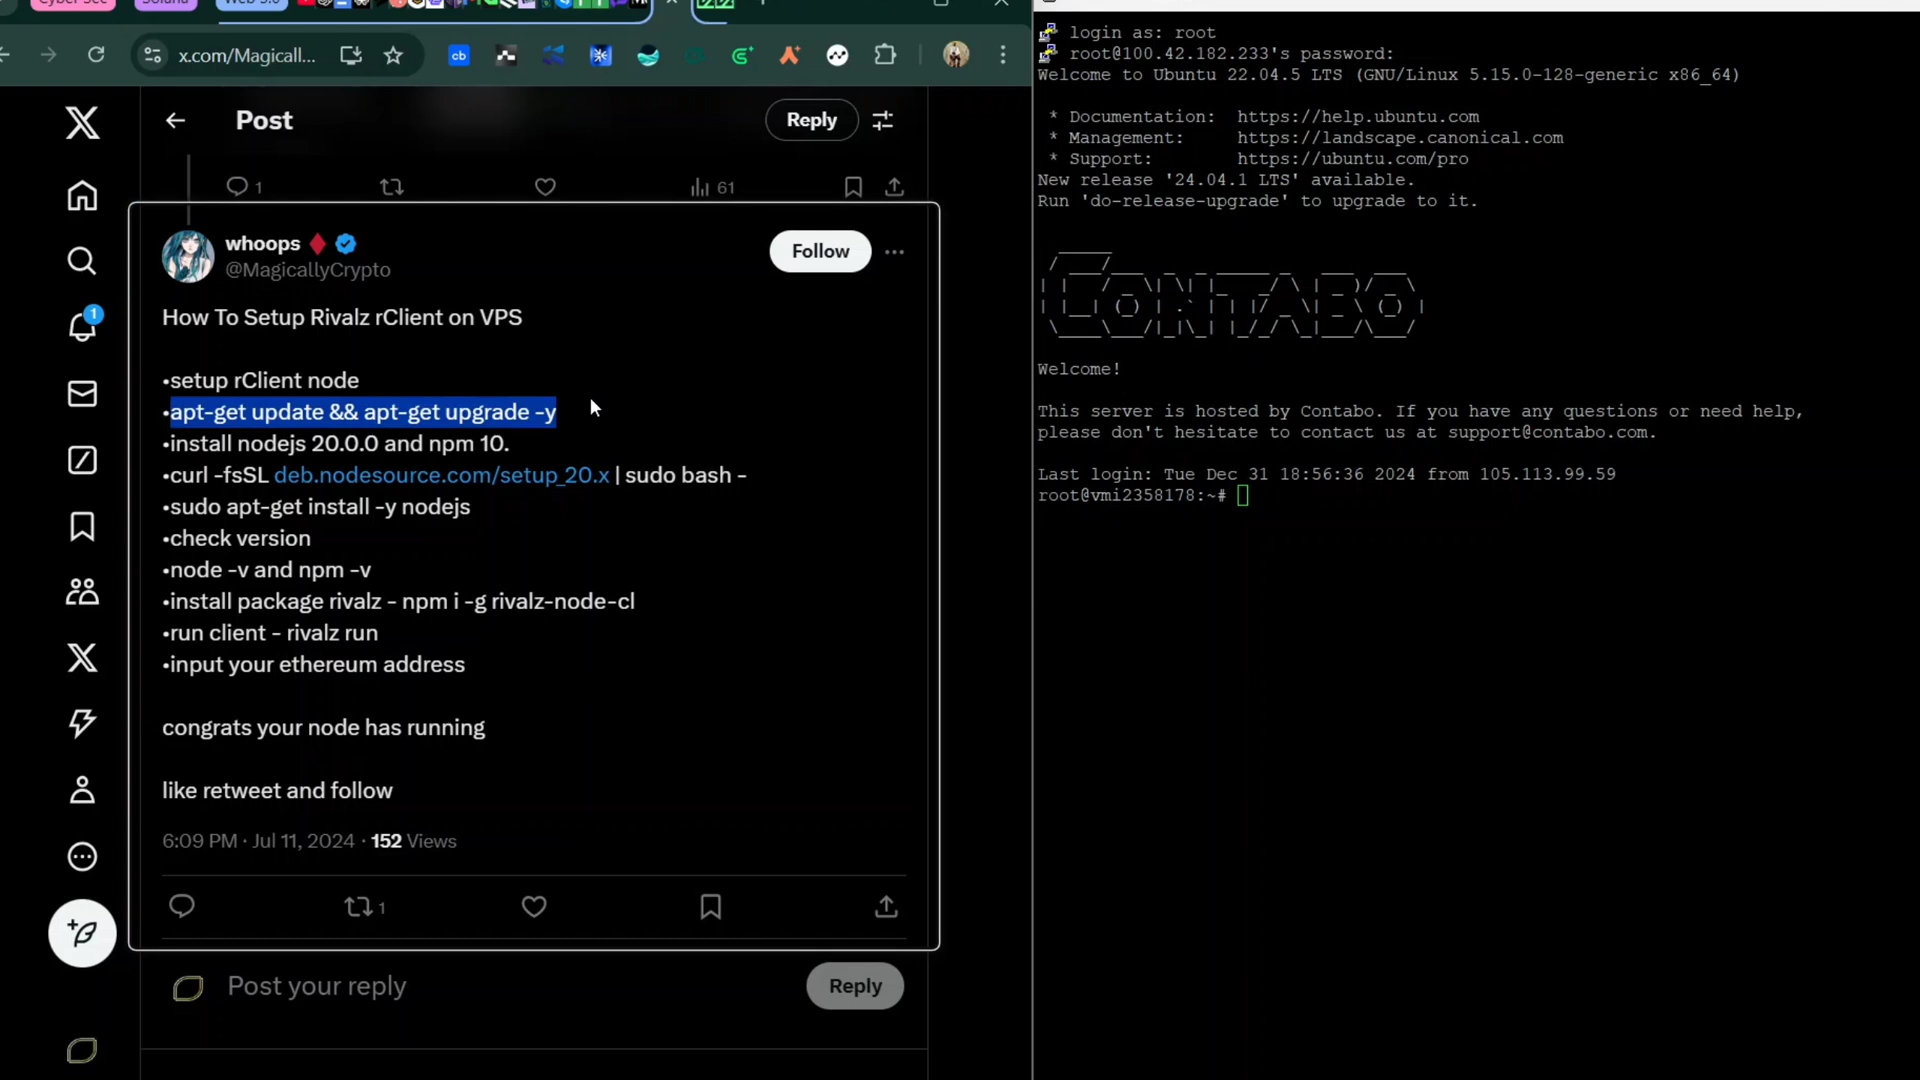 Cyber Sec
Solana
Web 3.0
x.com/Magicall...
Post
Reply
1
61
whoops
@MagicallyCrypto
Follow
How To Setup Rivalz rClient on VPS
•setup rClient node
•apt-get update && apt-get upgrade -y
•install nodejs 20.0.0 and npm 10.
•curl -fsSL deb.nodesource.com/setup_20.x | sudo bash -
•sudo apt-get install -y nodejs
•check version
•node -v and npm -v
•install package rivalz - npm i -g rivalz-node-cl
•run client - rivalz run
•input your ethereum address
congrats your node has running
like retweet and follow
6:09 PM · Jul 11, 2024 · 152 Views
1
Post your reply
Reply
1
login as: root
root@100.42.182.233's password:
Welcome to Ubuntu 22.04.5 LTS (GNU/Linux 5.15.0-128-generic x86_64)
* Documentation: https://help.ubuntu.com
* Management: https://landscape.canonical.com
* Support: https://ubuntu.com/pro
New release '24.04.1 LTS' available.
Run 'do-release-upgrade' to upgrade to it.
CONTABO
Welcome!
This server is hosted by Contabo. If you have any questions or need help,
please don't hesitate to contact us at support@contabo.com.
Last login: Tue Dec 31 18:56:36 2024 from 105.113.99.59
root@vmi2358178:~#